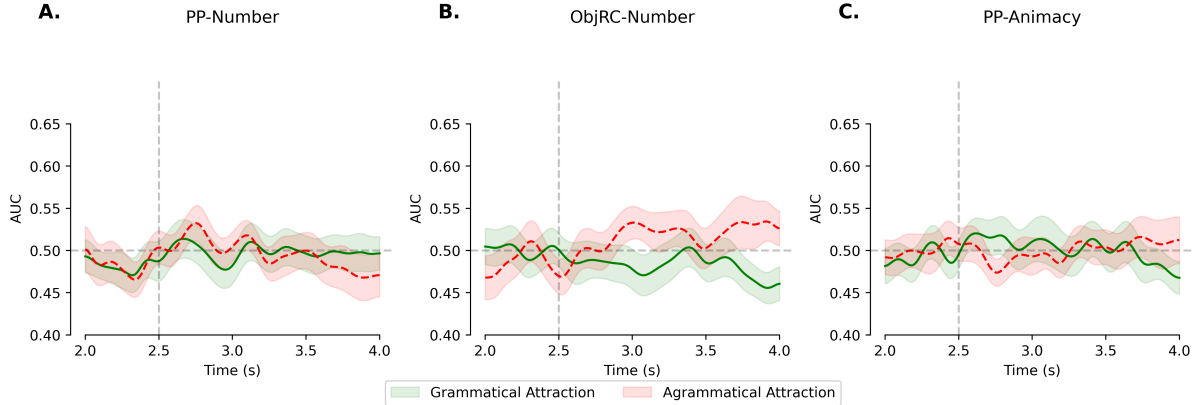 A. PP-Number
B. ObjRC-Number
C. PP-Animacy
AUC
0.65
0.60
0.55
0.50
0.45
0.40
2.0 2.5 3.0 3.5 4.0
Time (s)
AUC
0.65
0.60
0.55
0.50
0.45
0.40
2.0 2.5 3.0 3.5 4.0
Time (s)
AUC
0.65
0.60
0.55
0.50
0.45
0.40
2.0 2.5 3.0 3.5 4.0
Time (s)
Grammatical Attraction Agrammatical Attraction